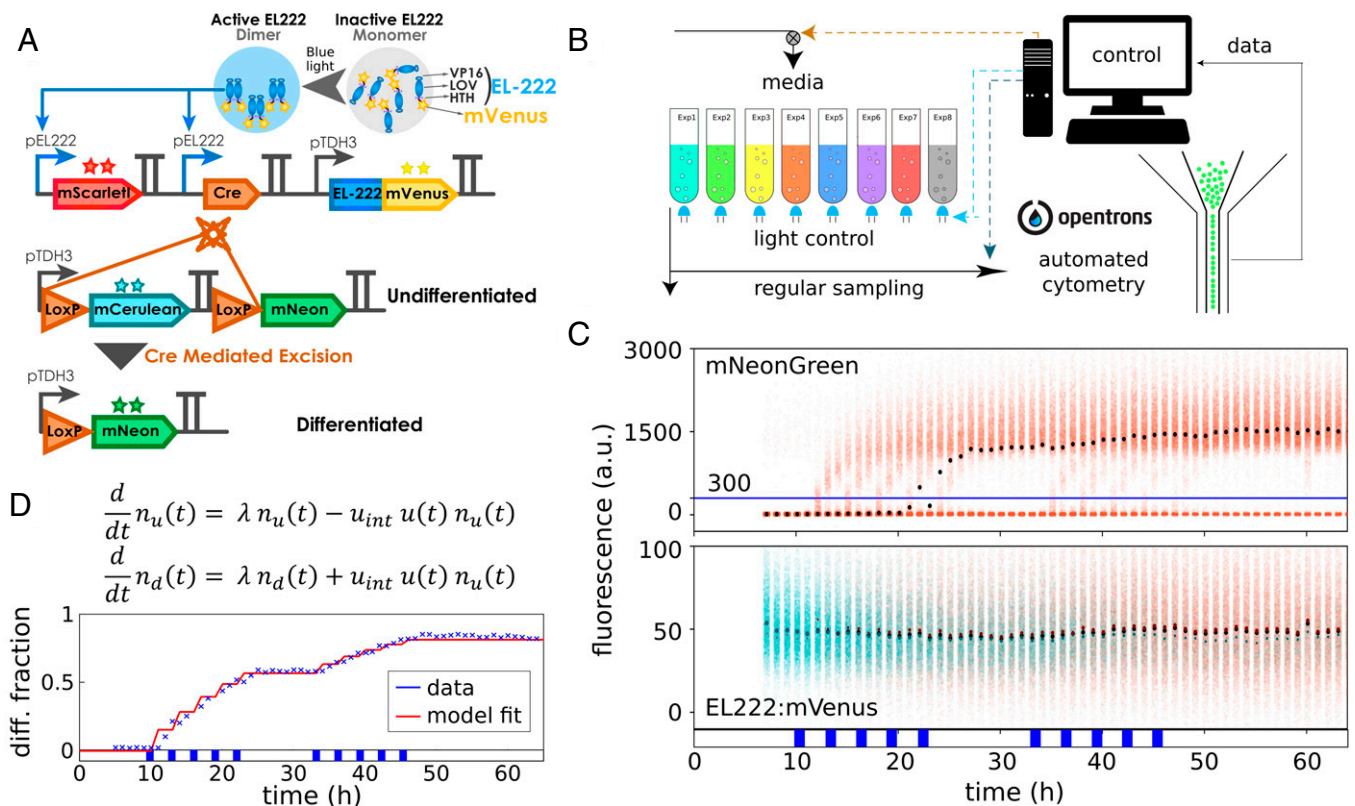 A
Active EL222
Dimer
Blue
light
Inactive EL222
Monomer
VP16
LOV
HTH
EL-222
mVenus
pEL222
pEL222
pTDH3
mScarletI
Cre
EL-222
mVenus
pTDH3
LoxP
mCerulean
LoxP
mNeon
Undifferentiated
Cre Mediated Excision
pTDH3
LoxP
mNeon
Differentiated
B
media
control
data
Exp1
Exp2
Exp3
Exp4
Exp5
Exp6
Exp7
Exp8
light control
regular sampling
opentrons
automated
cytometry
C
3000
mNeonGreen
1500
300
0
100
50
0
EL222:mVenus
fluorescence (a.u.)
0
10
20
30
40
50
60
time (h)
D
d/dt n_u(t) = λ n_u(t) − u_int u(t) n_u(t)
d/dt n_d(t) = λ n_d(t) + u_int u(t) n_u(t)
1
0.5
0
diff. fraction
data
model fit
0
10
20
30
40
50
60
time (h)